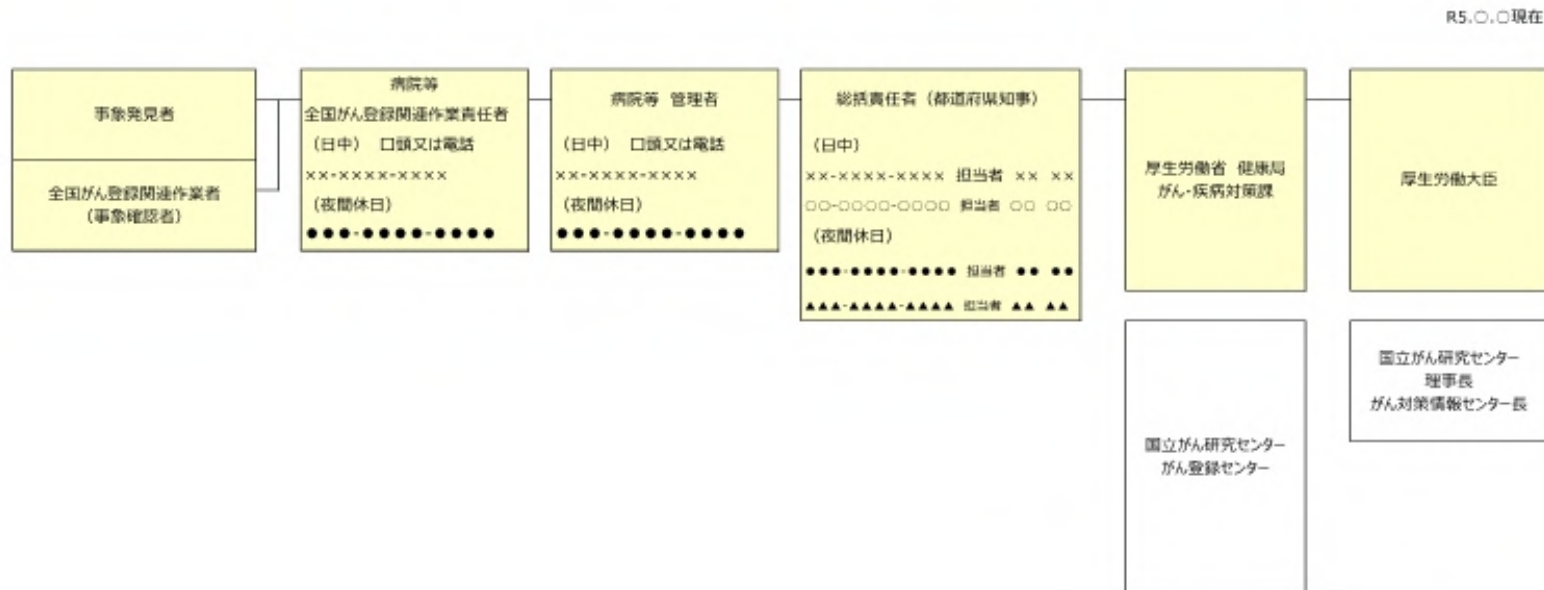 R5.○.○現在
事象発見者
全国がん登録関連作業者
（事象確認者）
病院等
全国がん登録関連作業責任者
（日中）　口頭又は電話
××-××××-××××
（夜間休日）
●●●-●●●●-●●●●
病院等 管理者
（日中）　口頭又は電話
××-××××-××××
（夜間休日）
●●●-●●●●-●●●●
総括責任者（都道府県知事）
（日中）
××-××××-×××× 担当者 ×× ××
○○-○○○○-○○○○ 担当者 ○○ ○○
（夜間休日）
●●●-●●●●-●●●● 担当者 ●● ●●
▲▲▲-▲▲▲▲-▲▲▲▲ 担当者 ▲▲ ▲▲
厚生労働省 健康局
がん・疾病対策課
厚生労働大臣
国立がん研究センター
がん登録センター
国立がん研究センター
理事長
がん対策情報センター長